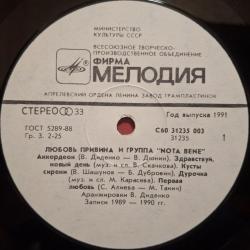 МИНИСТЕРСТВО
КУЛЬТУРЫ СССР
ВСЕСОЮЗНОЕ ТВОРЧЕСКО-
ПРОИЗВОДСТВЕННОЕ ОБЪЕДИНЕНИЕ
ФИРМА
МЕЛОДИЯ
АПРЕЛЕВСКИЙ ОРДЕНА ЛЕНИНА ЗАВОД ГРАМПЛАСТИНОК
СТЕРЕО 33
Год выпуска 1991
ГОСТ 5289-88
Гр. 3. 2-25
С60 31235 003
31235
1
ЛЮБОВЬ ПРИВИНА И ГРУППА "NOTA BENE"
Аккордеон (В. Диденко — В. Дюнин). Здравствуй,
новый день (муз. и сл. В. Скачкова). Кусты
сирени (В. Шашунов — Б. Дубровин). Дурочка
(муз. и сл. М. Карасева). Первая
любовь (С. Алиева — М. Танич)
Аранжировки В. Диденко
Записи 1989 — 1990 гг.